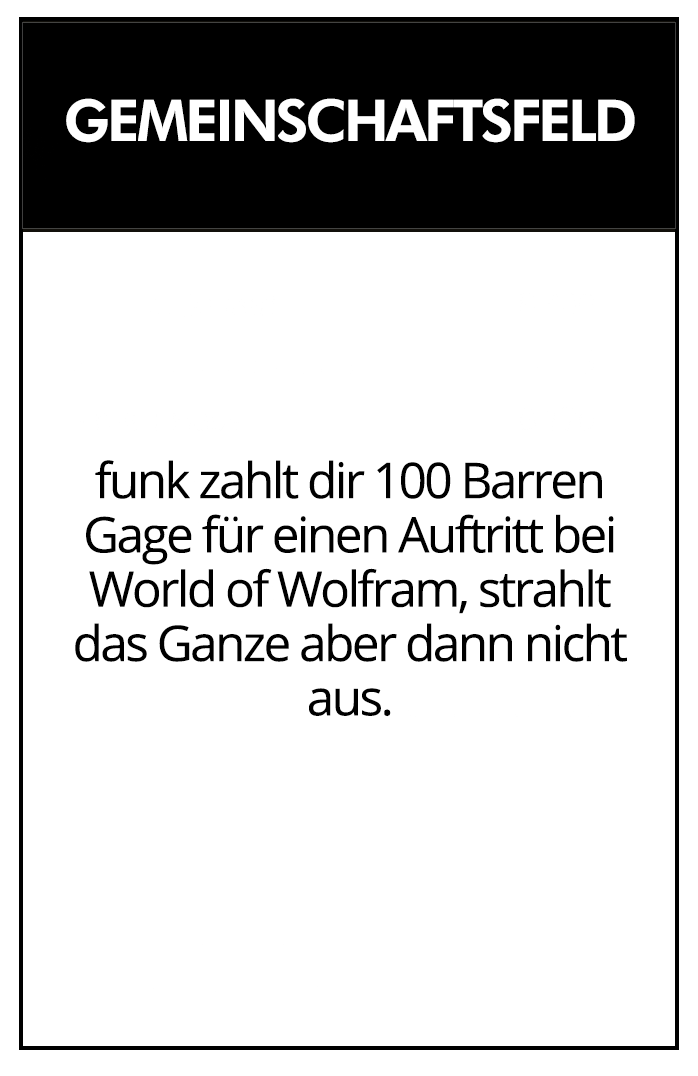 GEMEINSCHAFTSFELD
funk zahlt dir 100 Barren
Gage für einen Auftritt bei
World of Wolfram, strahlt
das Ganze aber dann nicht
aus.